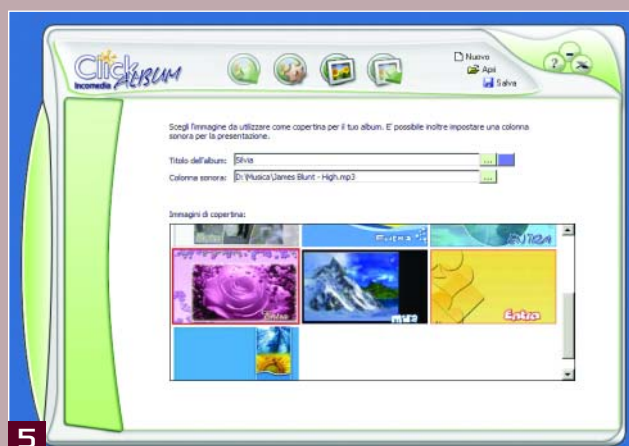 Click
Incomedia ALBUM
Nuovo
Apri
Salva
?
Scegli l'immagine da utilizzare come copertina per il tuo album. E' possibile inoltre impostare una colonna
sonora per la presentazione.
Titolo dell'album: Silvia ...
Colonna sonora: D:\Musica\James Blunt - High.mp3 ...
Immagini di copertina:
Entra
Entra
Entra
5